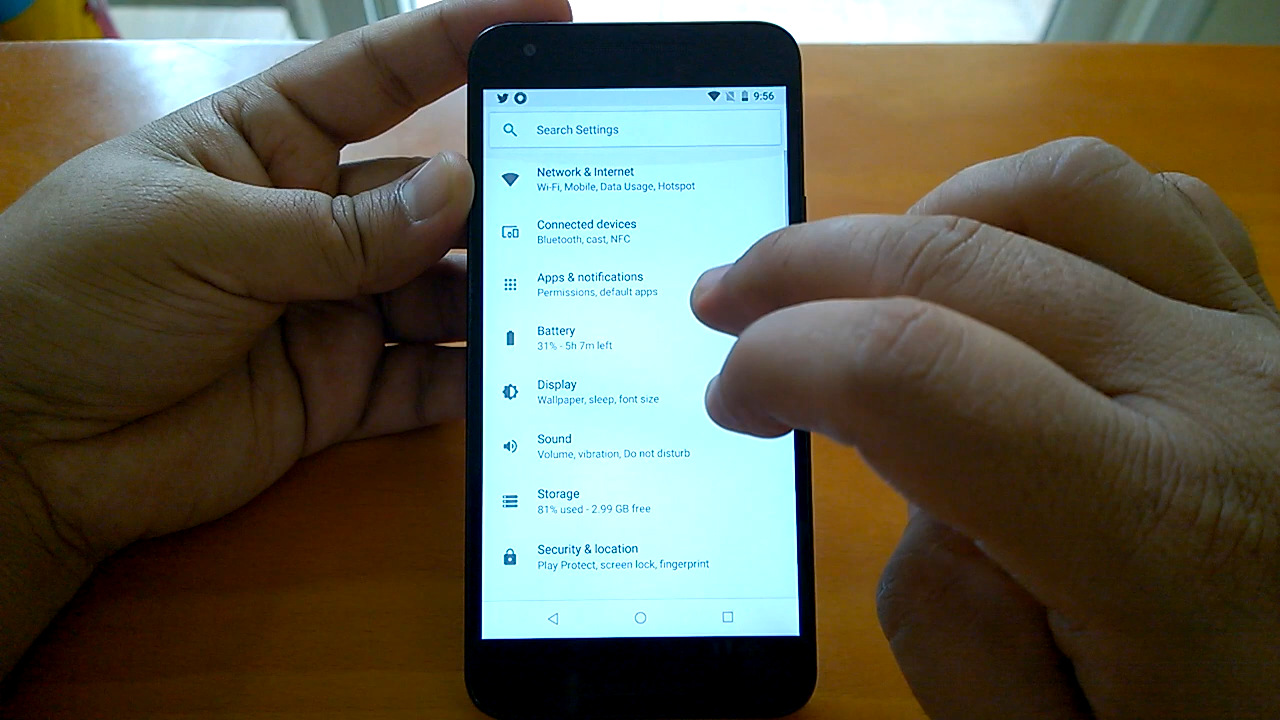 9:56
Search Settings
Network & Internet
Wi-Fi, Mobile, Data Usage, Hotspot
Connected devices
Bluetooth, cast, NFC
Apps & notifications
Permissions, default apps
Battery
31% - 5h 7m left
Display
Wallpaper, sleep, font size
Sound
Volume, vibration, Do not disturb
Storage
81% used - 2.99 GB free
Security & location
Play Protect, screen lock, fingerprint